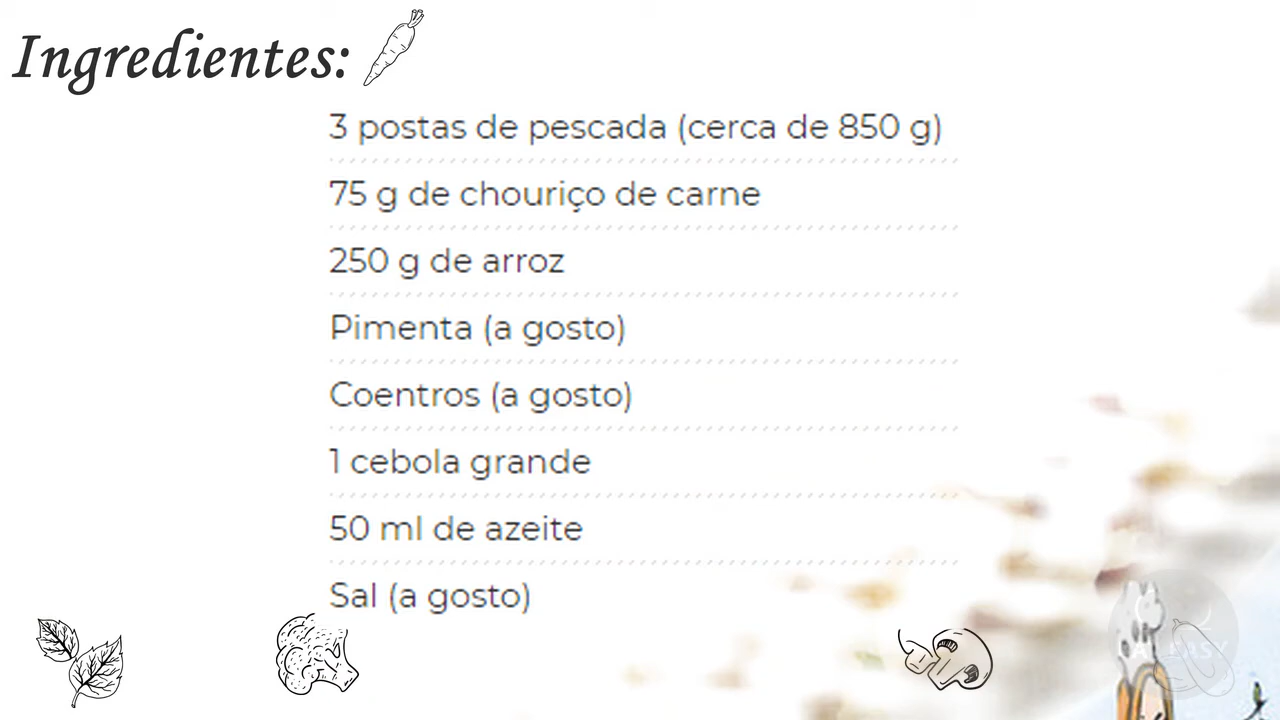 Ingredientes:
3 postas de pescada (cerca de 850 g)
75 g de chouriço de carne
250 g de arroz
Pimenta (a gosto)
Coentros (a gosto)
1 cebola grande
50 ml de azeite
Sal (a gosto)